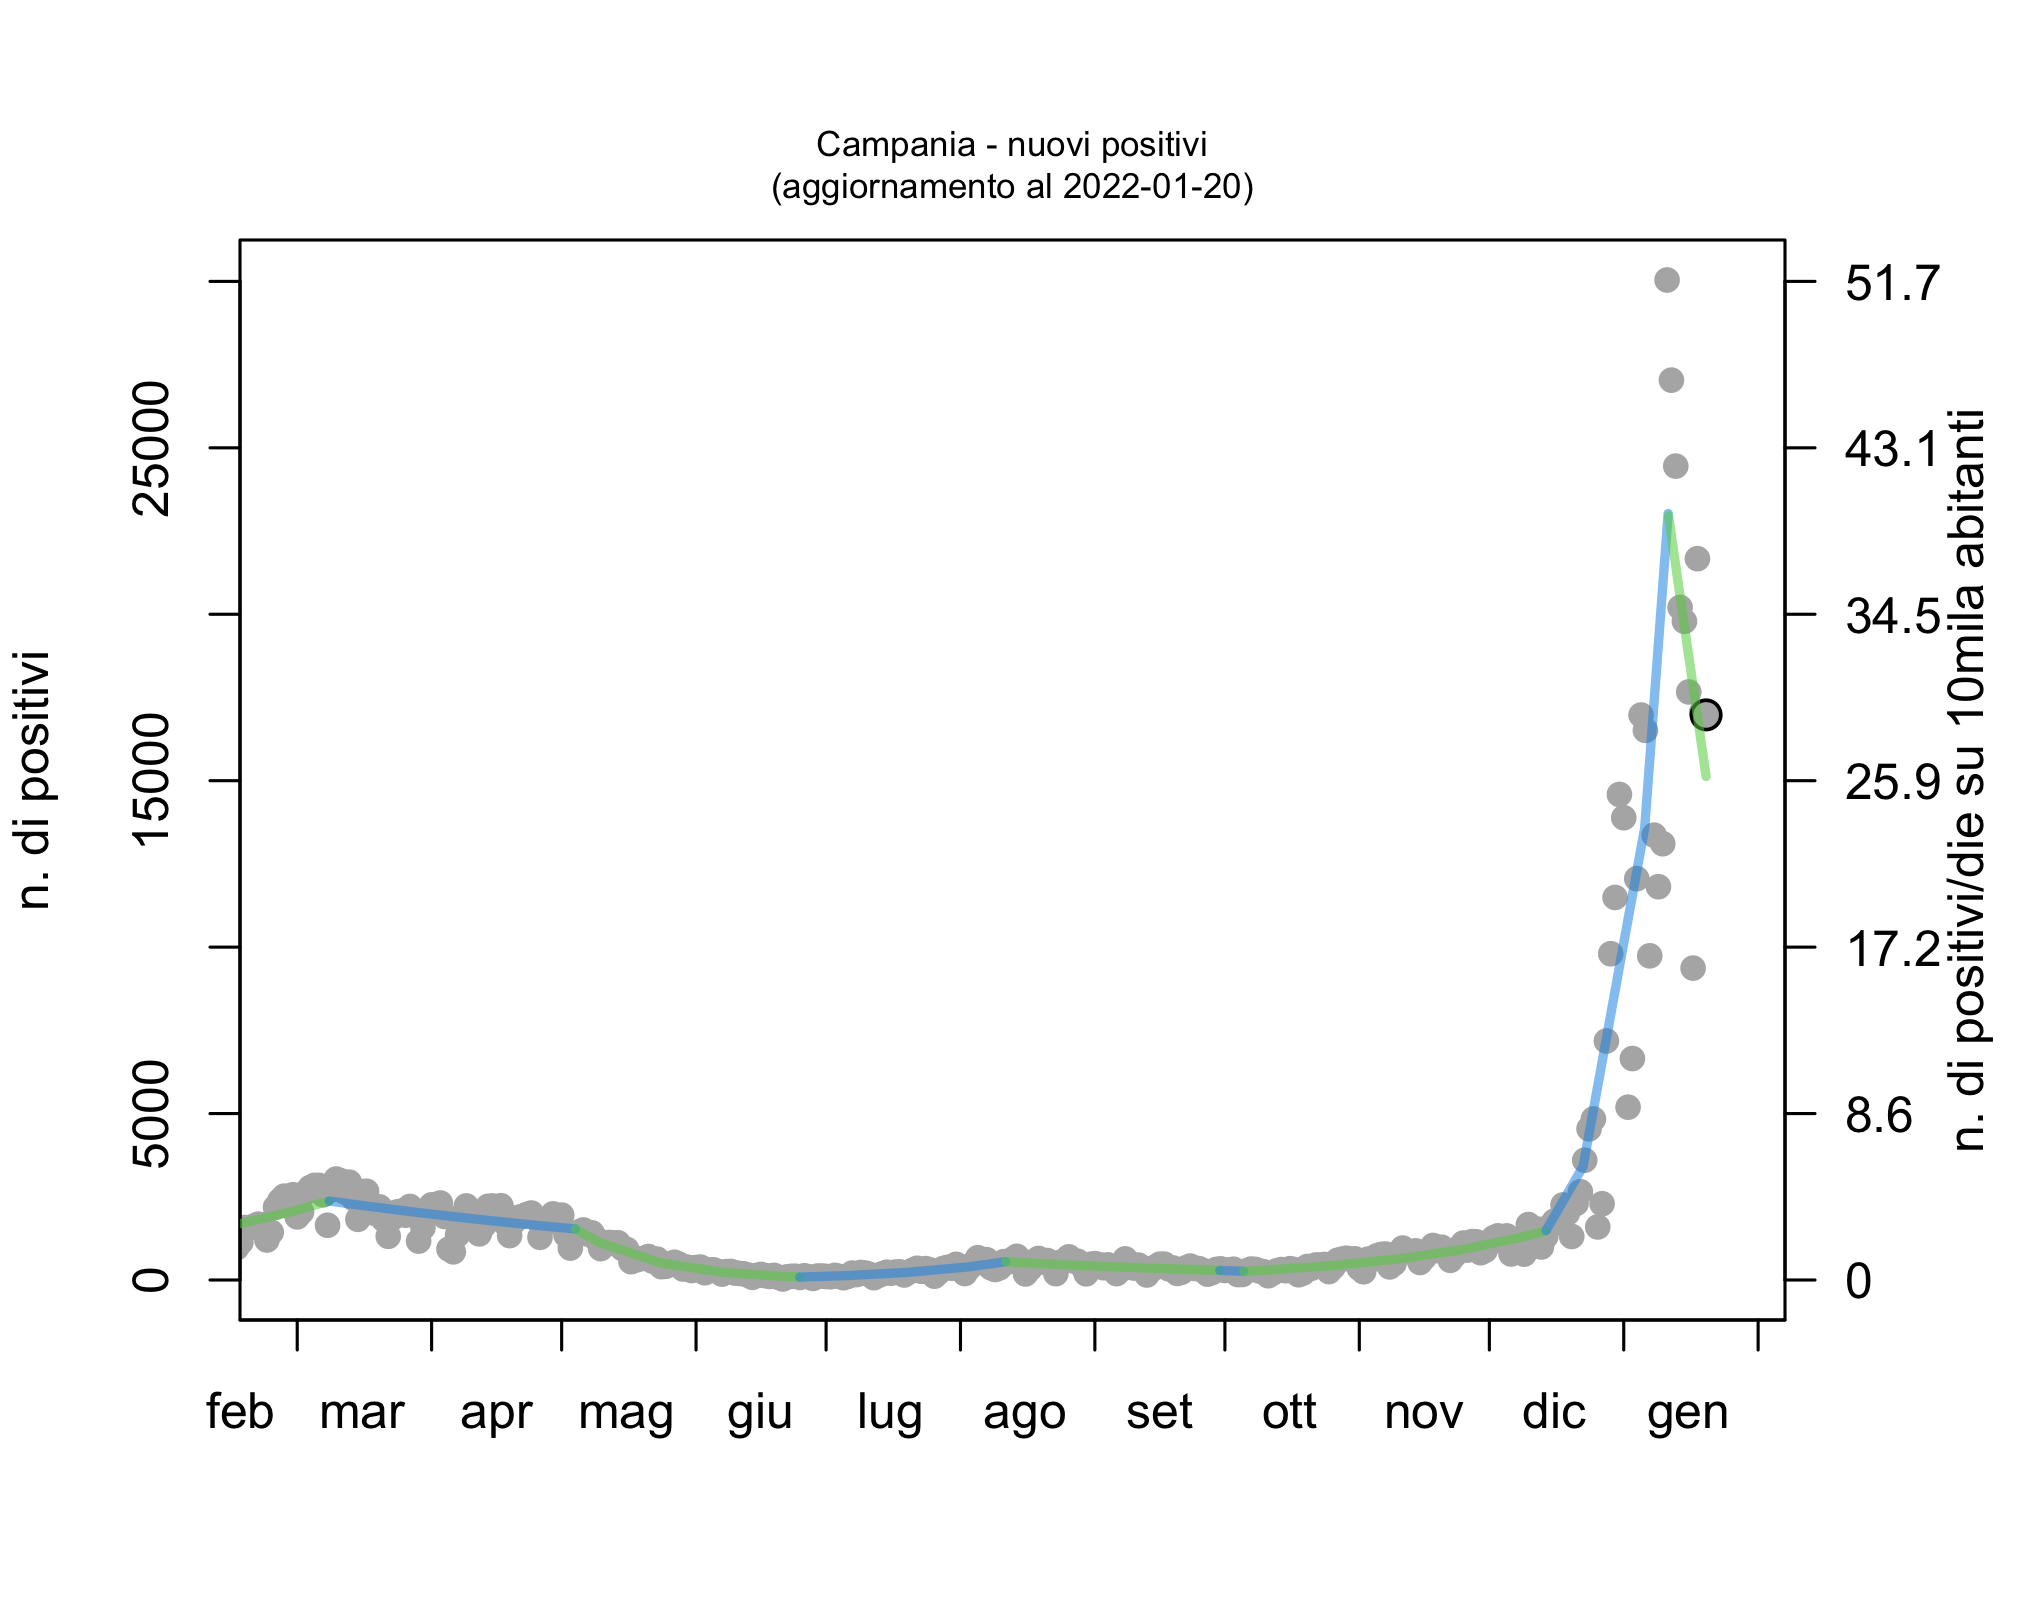 Campania - nuovi positivi
(aggiornamento al 2022-01-20)
n. di positivi
25000
15000
5000
0
51.7
43.1
34.5
25.9
17.2
8.6
0
n. di positivi/die su 10mila abitanti
feb mar apr mag giu lug ago set ott nov dic gen